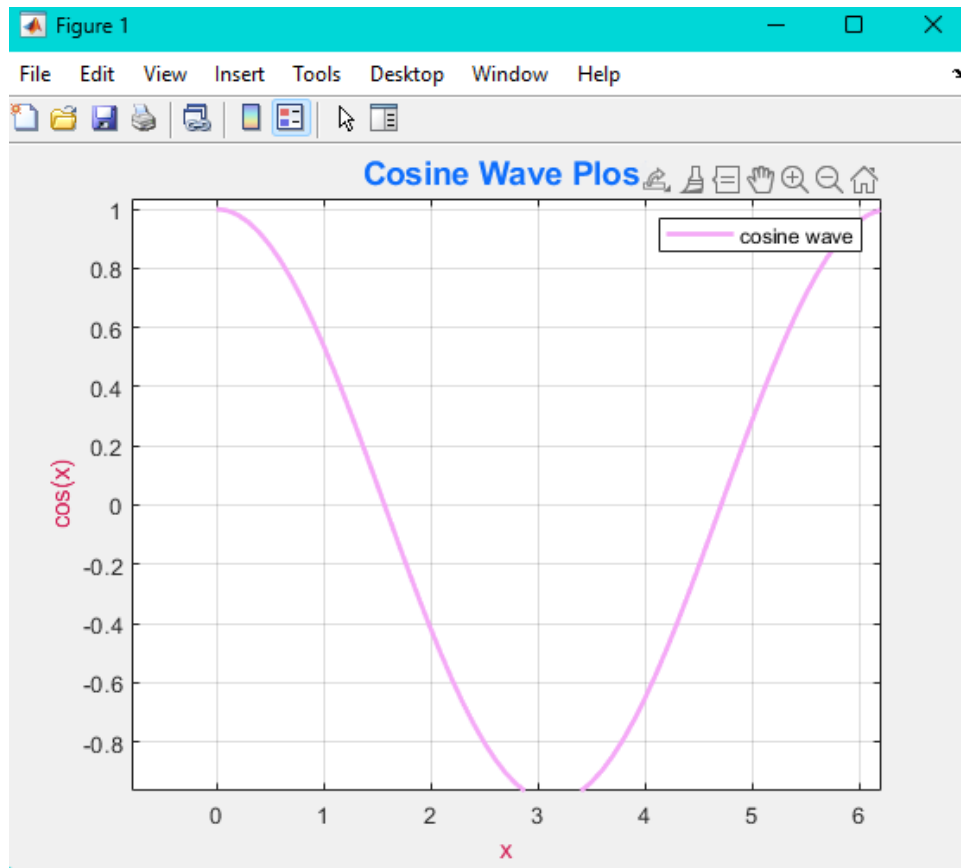 Figure 1
File Edit View Insert Tools Desktop Window Help
Cosine Wave Plos
cosine wave
1
0.8
0.6
0.4
0.2
0
-0.2
-0.4
-0.6
-0.8
cos(x)
0 1 2 3 4 5 6
x